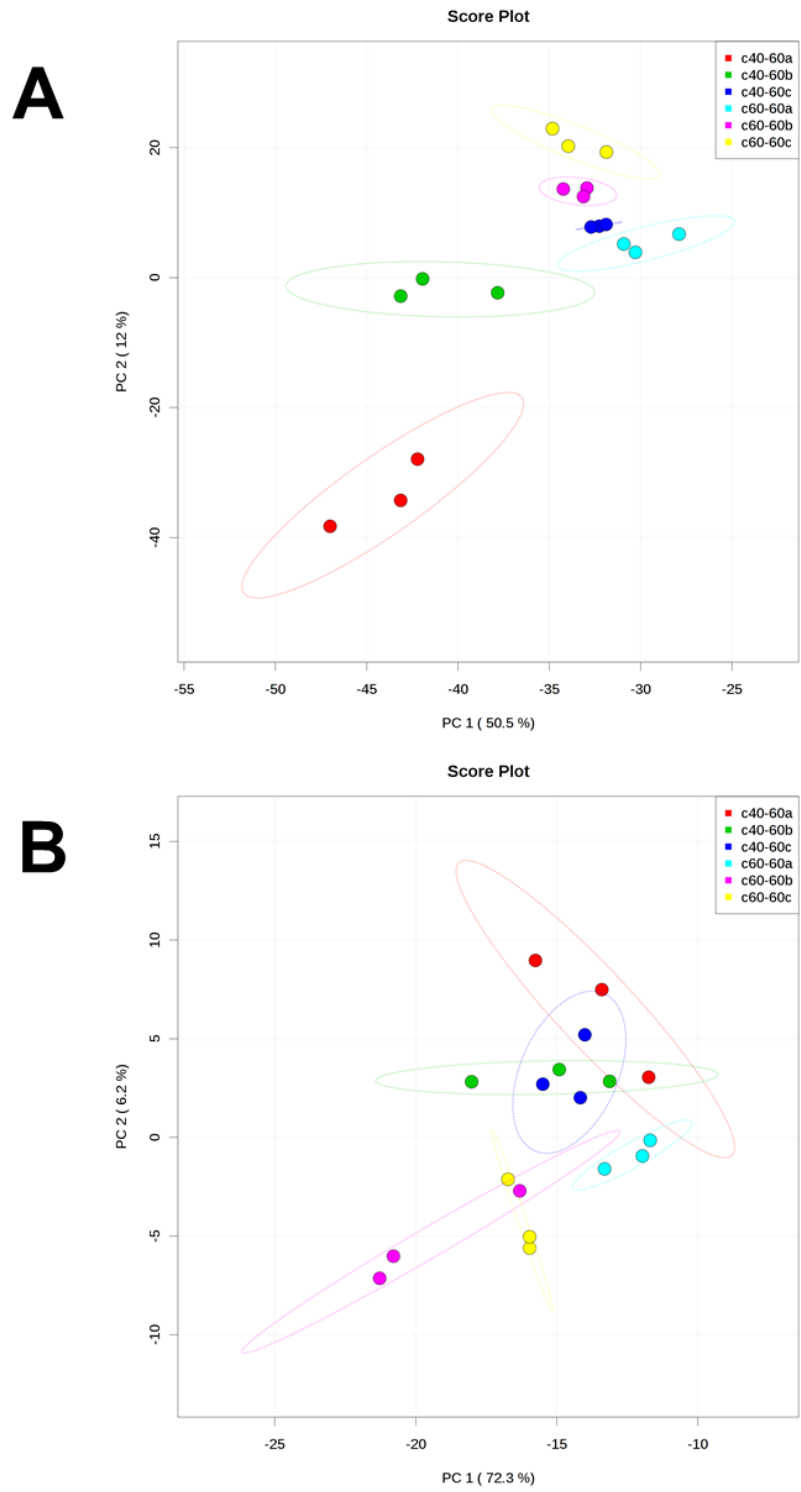 Score Plot
A
c40-60a
c40-60b
c40-60c
c60-60a
c60-60b
c60-60c
20
0
-20
-40
PC 2 ( 12 %)
-55
-50
-45
-40
-35
-30
-25
PC 1 ( 50.5 %)
Score Plot
B
c40-60a
c40-60b
c40-60c
c60-60a
c60-60b
c60-60c
15
10
5
0
-5
-10
PC 2 ( 6.2 %)
-25
-20
-15
-10
PC 1 ( 72.3 %)